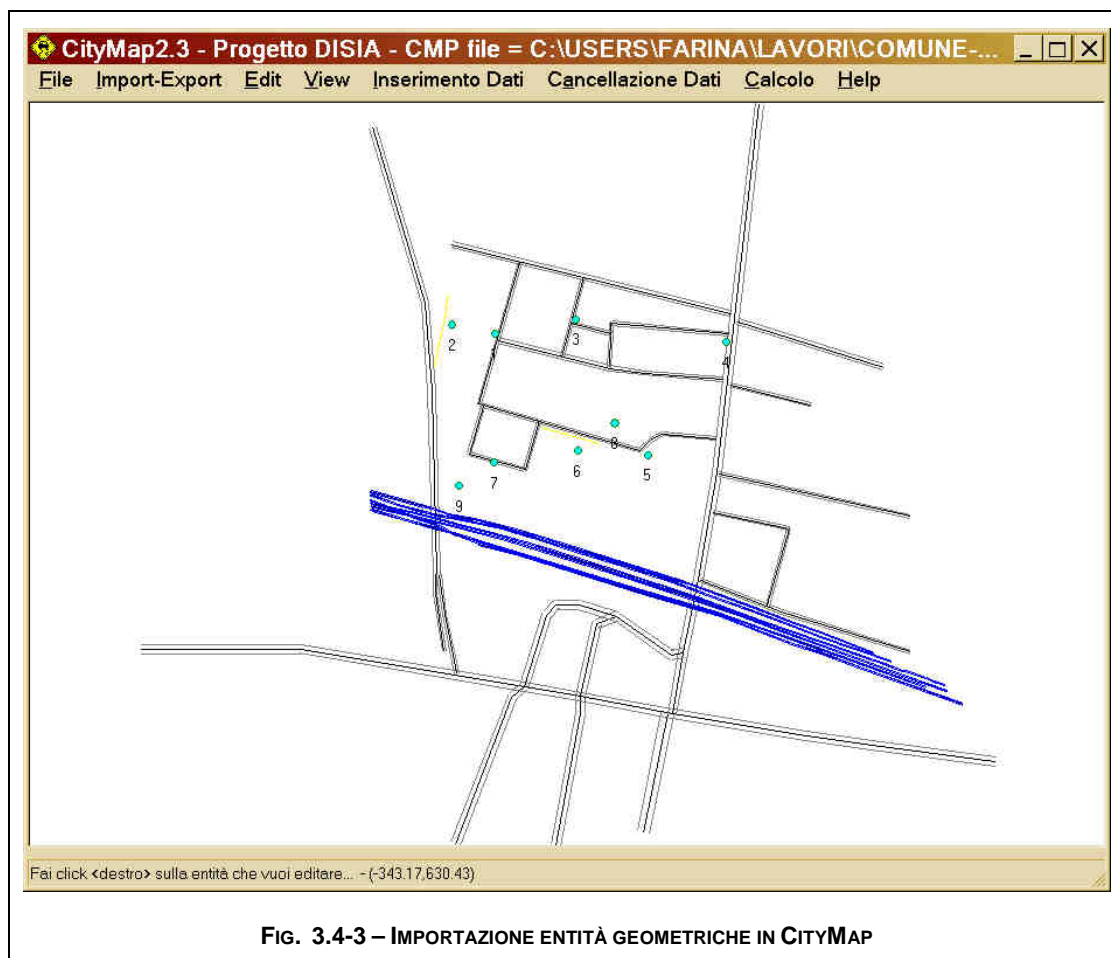 CityMap2.3 - Progetto DISIA - CMP file = C:\USERS\FARINA\LAVORI\COMUNE-...
File Import-Export Edit View Inserimento Dati Cancellazione Dati Calcolo Help
3
2
4
8
6
5
7
9
Fai click <destro> sulla entità che vuoi editare... - (-343.17,630.43)
FIG. 3.4-3 – IMPORTAZIONE ENTITÀ GEOMETRICHE IN CITYMAP